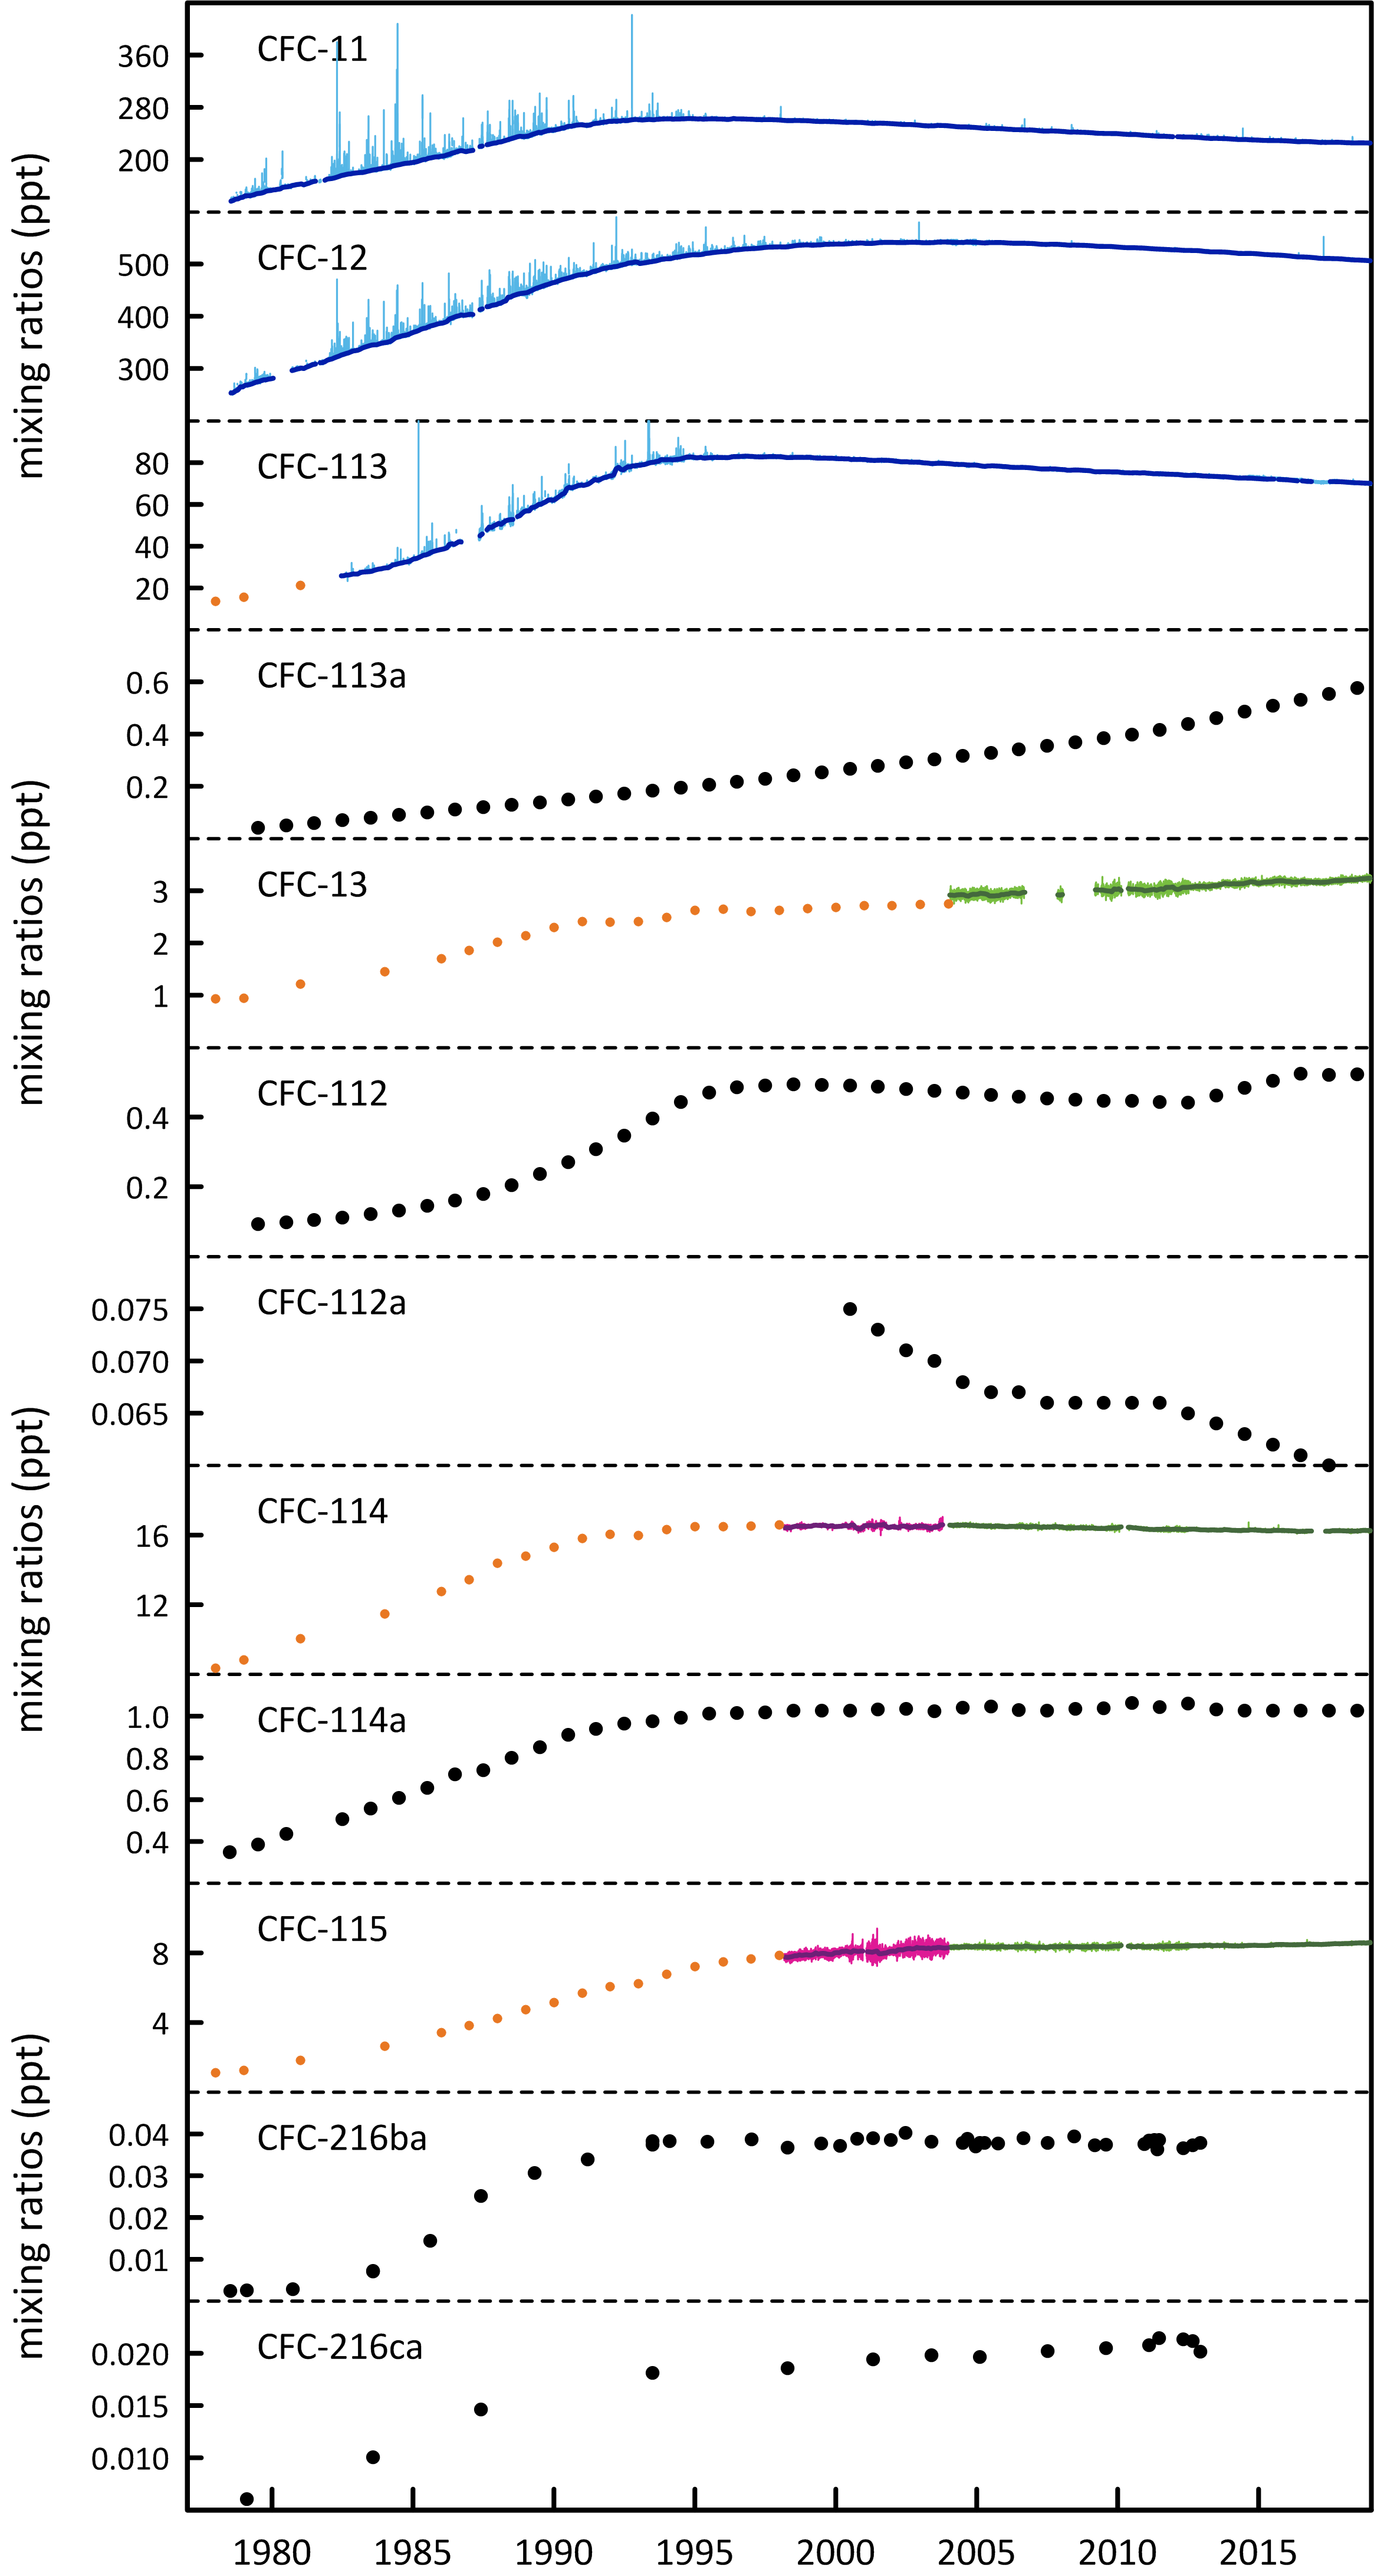 mixing ratios (ppt)
CFC-11
360
280
200
CFC-12
500
400
300
CFC-113
80
60
40
20
mixing ratios (ppt)
CFC-113a
0.6
0.4
0.2
CFC-13
3
2
1
CFC-112
0.4
0.2
mixing ratios (ppt)
CFC-112a
0.075
0.070
0.065
CFC-114
16
12
CFC-114a
1.0
0.8
0.6
0.4
mixing ratios (ppt)
CFC-115
8
4
CFC-216ba
0.04
0.03
0.02
0.01
CFC-216ca
0.020
0.015
0.010
1980 1985 1990 1995 2000 2005 2010 2015